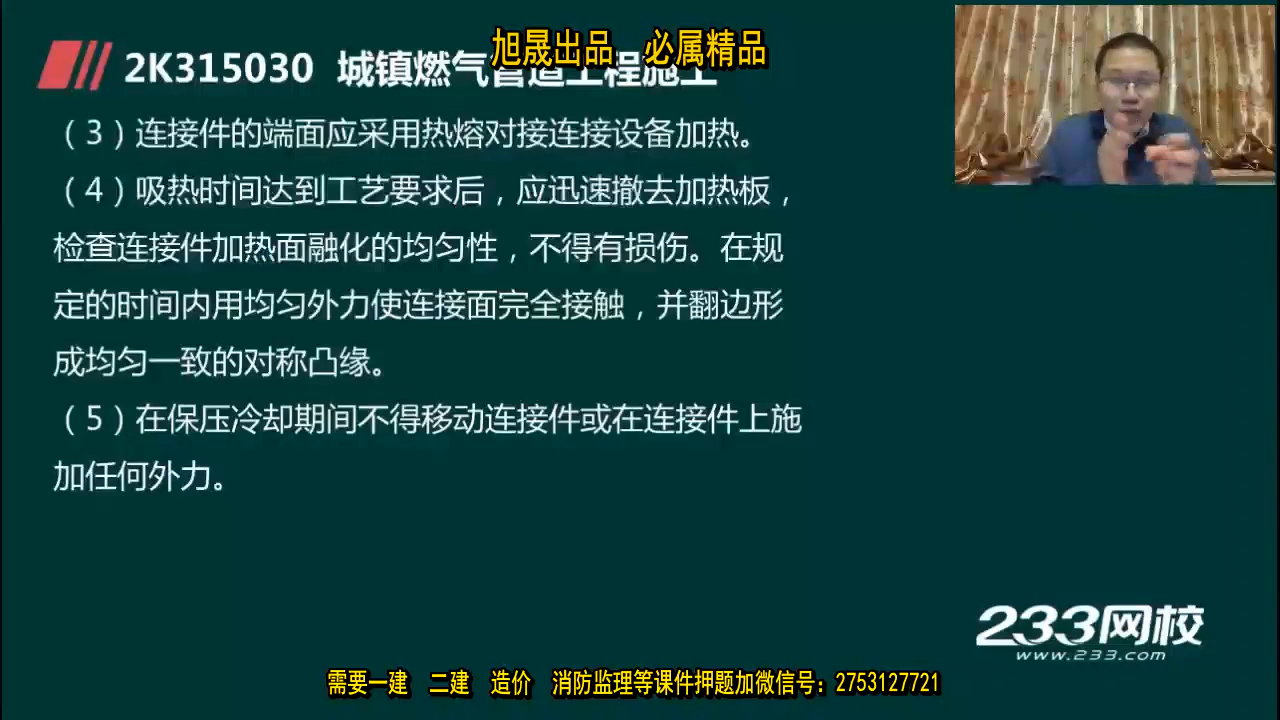 旭晟出品 必属精品
2K315030 城镇燃气管道工程施工
（3）连接件的端面应采用热熔对接连接设备加热。
（4）吸热时间达到工艺要求后，应迅速撤去加热板，
检查连接件加热面融化的均匀性，不得有损伤。在规
定的时间内用均匀外力使连接面完全接触，并翻边形
成均匀一致的对称凸缘。
（5）在保压冷却期间不得移动连接件或在连接件上施
加任何外力。
233网校
www.233.com
需要一建 二建 造价 消防监理等课件押题加微信号：2753127721